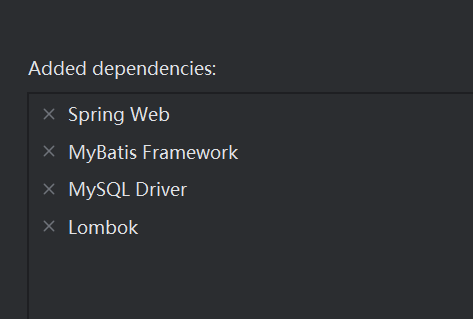 Added dependencies:
Spring Web
MyBatis Framework
MySQL Driver
Lombok